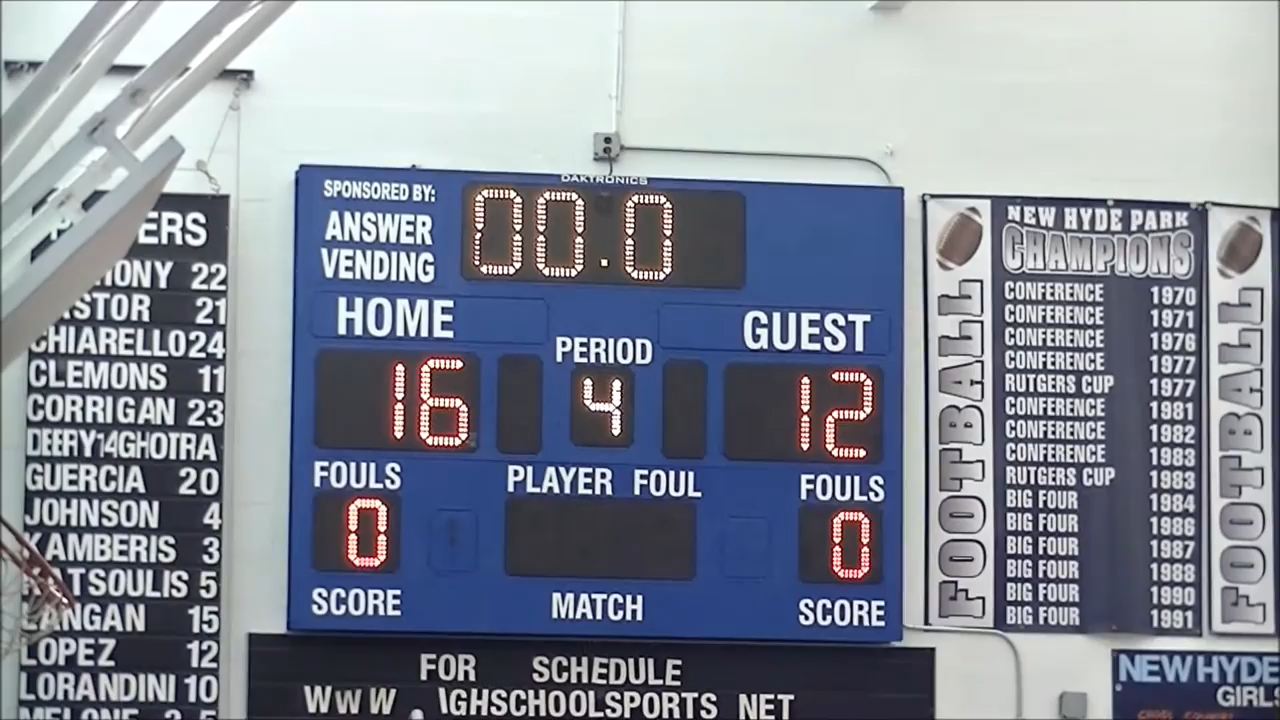 ERS
22
21
CHIARELLO 24
CLEMONS 11
CORRIGAN 23
DEERY 14 GHOTRA
GUERCIA 20
JOHNSON 4
KAMBERIS 3
KATSOULIS 5
LANGAN 15
LOPEZ 12
LORANDINI 10
DAKTRONICS
SPONSORED BY:
ANSWER
VENDING
00.0
HOME
GUEST
PERIOD
16
4
12
FOULS
PLAYER FOUL
FOULS
0
0
SCORE
MATCH
SCORE
FOR SCHEDULE
WwW IGHSCHOOLSPORTS NET
FOOTBALL
NEW HYDE PARK
CHAMPIONS
CONFERENCE 1970
CONFERENCE 1971
CONFERENCE 1976
CONFERENCE 1977
RUTGERS CUP 1977
CONFERENCE 1981
CONFERENCE 1982
CONFERENCE 1983
RUTGERS CUP 1983
BIG FOUR 1984
BIG FOUR 1986
BIG FOUR 1987
BIG FOUR 1988
BIG FOUR 1990
BIG FOUR 1991
FOOTBALL
NEW HYDE
GIRLS